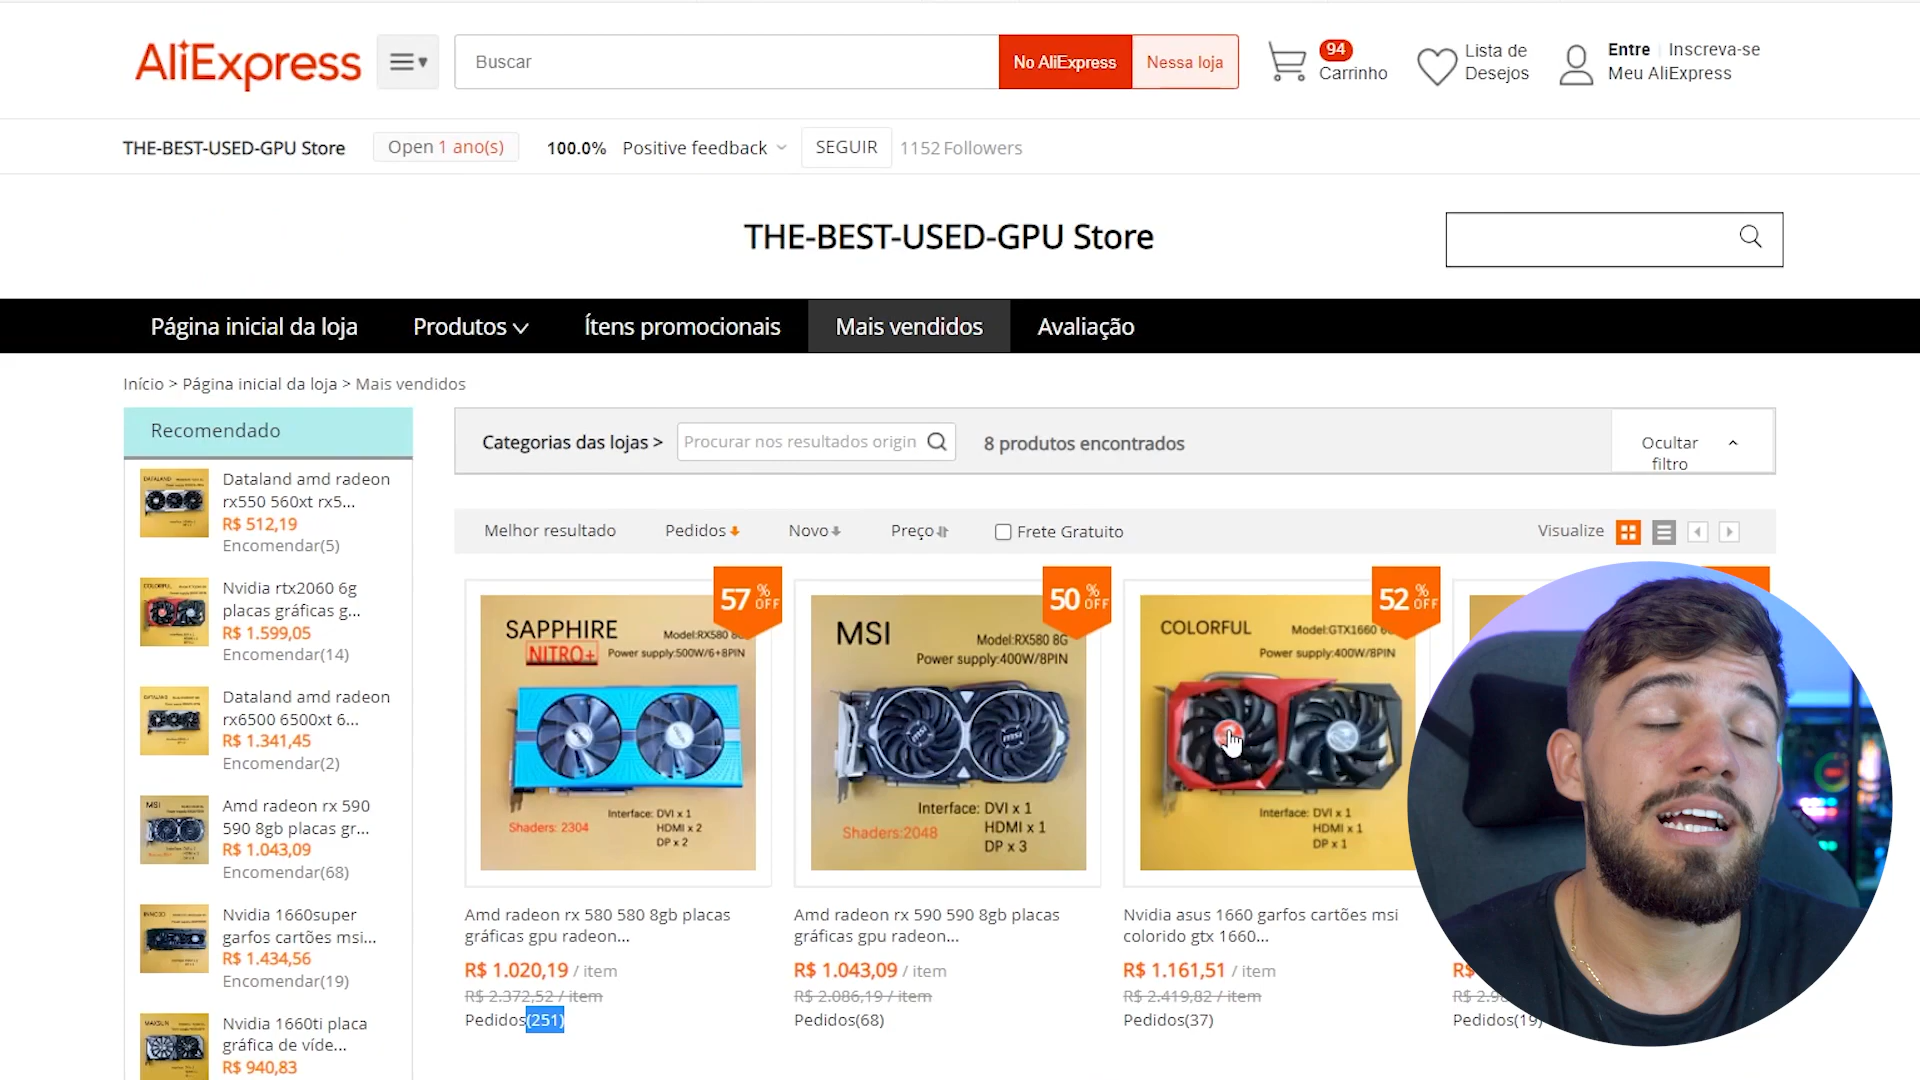 AliExpress
Buscar
No AliExpress
Nessa loja
94
Carrinho
Lista de
Desejos
Entre
Inscreva-se
Meu AliExpress
THE-BEST-USED-GPU Store
Open 1 ano(s)
100.0% Positive feedback
SEGUIR
1152 Followers
THE-BEST-USED-GPU Store
Página inicial da loja
Produtos
Ítens promocionais
Mais vendidos
Avaliação
Início > Página inicial da loja > Mais vendidos
Recomendado
Dataland amd radeon
rx550 560xt rx5...
R$ 512,19
Encomendar(5)
Nvidia rtx2060 6g
placas gráficas g...
R$ 1.599,05
Encomendar(14)
Dataland amd radeon
rx6500 6500xt 6...
R$ 1.341,45
Encomendar(2)
Amd radeon rx 590
590 8gb placas gr...
R$ 1.043,09
Encomendar(68)
Nvidia 1660super
garfos cartões msi...
R$ 1.434,56
Encomendar(19)
Nvidia 1660ti placa
gráfica de víde...
R$ 940,83
Categorias das lojas >
Procurar nos resultados origin
8 produtos encontrados
Ocultar
filtro
Melhor resultado
Pedidos
Novo
Preço
Frete Gratuito
Visualize
57 % OFF
SAPPHIRE
NITRO+
Model:RX580 8G
Power supply:500W/6+8PIN
Shaders: 2304
Interface: DVI x 1
HDMI x 2
DP x 2
Amd radeon rx 580 580 8gb placas
gráficas gpu radeon...
R$ 1.020,19 / item
R$ 2.372,52 / item
Pedidos(251)
50 % OFF
MSI
Model:RX580 8G
Power supply:400W/8PIN
Shaders:2048
Interface: DVI x 1
HDMI x 1
DP x 3
Amd radeon rx 590 590 8gb placas
gráficas gpu radeon...
R$ 1.043,09 / item
R$ 2.086,19 / item
Pedidos(68)
52 % OFF
COLORFUL
Model:GTX1660 6G
Power supply:400W/8PIN
Interface: DVI x 1
HDMI x 1
DP x 1
Nvidia asus 1660 garfos cartões msi
colorido gtx 1660...
R$ 1.161,51 / item
R$ 2.419,82 / item
Pedidos(37)
R$
Pedidos(19)